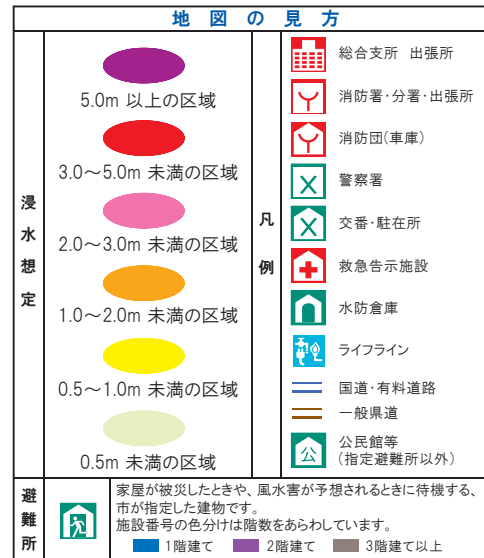 地図の見方
浸水想定
5.0m 以上の区域
3.0～5.0m 未満の区域
2.0～3.0m 未満の区域
1.0～2.0m 未満の区域
0.5～1.0m 未満の区域
0.5m 未満の区域
凡例
総合支所 出張所
消防署・分署・出張所
消防団(車庫)
警察署
交番・駐在所
救急告示施設
水防倉庫
ライフライン
国道・有料道路
一般県道
公
公民館等
(指定避難所以外)
避難所
家屋が被災したときや、風水害が予想されるときに待機する、
市が指定した建物です。
施設番号の色分けは階数をあらわしています。
1階建て 2階建て 3階建て以上